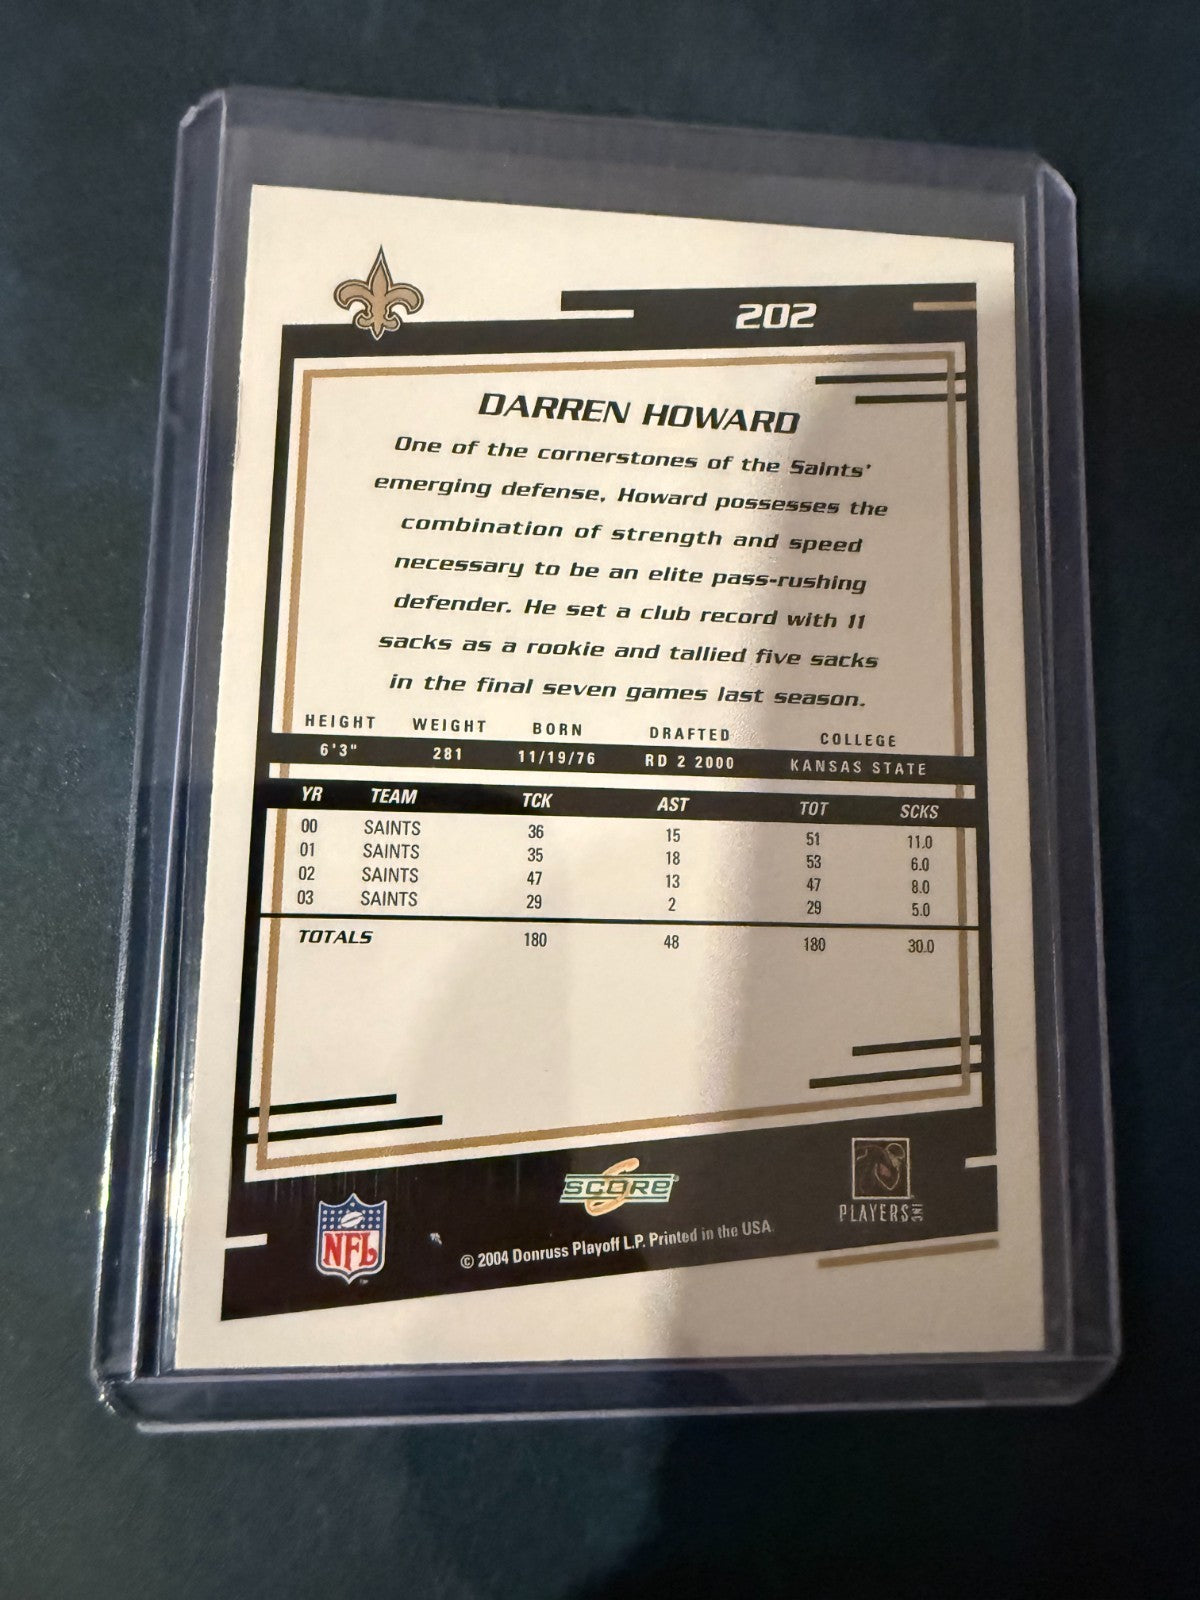 202
DARREN HOWARD
One of the cornerstones of the Saints'
emerging defense, Howard possesses the
combination of strength and speed
necessary to be an elite pass-rushing
defender. He set a club record with 11
sacks as a rookie and tallied five sacks
in the final seven games last season.
HEIGHT WEIGHT BORN DRAFTED COLLEGE
6'3" 281 11/19/76 RD 2 2000 KANSAS STATE
YR TEAM TCK AST TOT SCKS
00 SAINTS 36 15 51 11.0
01 SAINTS 35 18 53 6.0
02 SAINTS 47 13 47 8.0
03 SAINTS 29 2 29 5.0
TOTALS 180 48 180 30.0
SCORE
NFL
PLAYERS INC
© 2004 Donruss Playoff L.P. Printed in the USA.